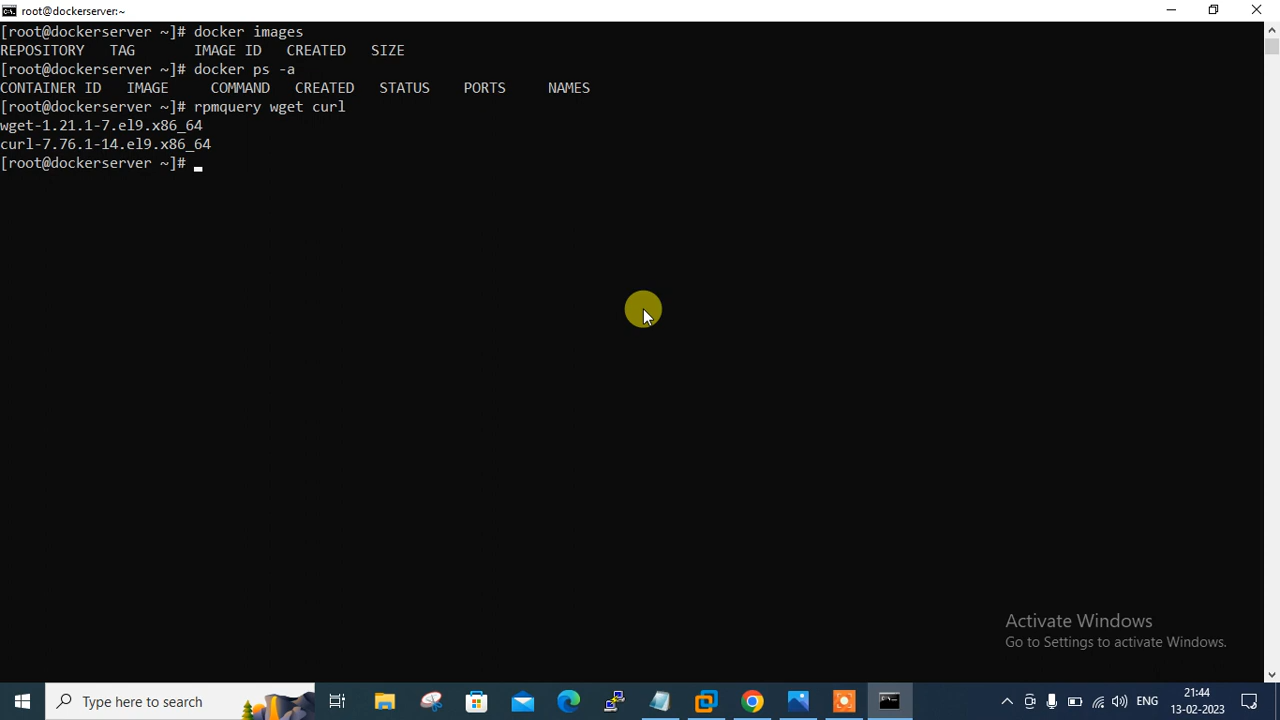 root@dockerserver:~
[root@dockerserver ~]# docker images
REPOSITORY   TAG       IMAGE ID   CREATED   SIZE
[root@dockerserver ~]# docker ps -a
CONTAINER ID   IMAGE     COMMAND   CREATED   STATUS    PORTS     NAMES
[root@dockerserver ~]# rpmquery wget curl
wget-1.21.1-7.el9.x86_64
curl-7.76.1-14.el9.x86_64
[root@dockerserver ~]#
Activate Windows
Go to Settings to activate Windows.
Type here to search
ENG
21:44
13-02-2023